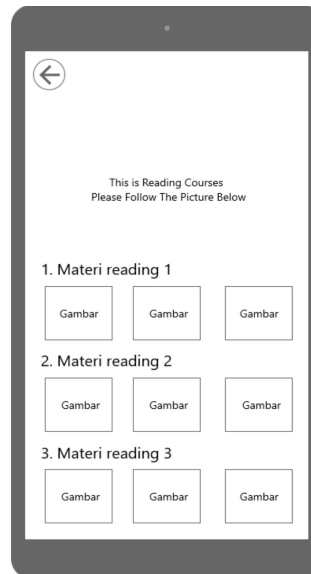 This is Reading Courses
Please Follow The Picture Below
1. Materi reading 1
Gambar Gambar Gambar
2. Materi reading 2
Gambar Gambar Gambar
3. Materi reading 3
Gambar Gambar Gambar